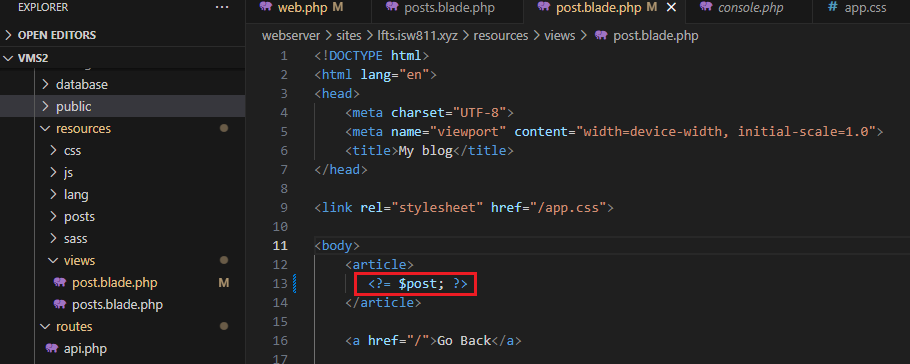 EXPLORER
OPEN EDITORS
VMS2
database
public
resources
css
js
lang
posts
sass
views
post.blade.php M
posts.blade.php
routes
api.php
web.php M posts.blade.php post.blade.php M console.php # app.css
webserver > sites > lfts.isw811.xyz > resources > views > post.blade.php
1 <!DOCTYPE html>
2 <html lang="en">
3 <head>
4 <meta charset="UTF-8">
5 <meta name="viewport" content="width=device-width, initial-scale=1.0">
6 <title>My blog</title>
7 </head>
8
9 <link rel="stylesheet" href="/app.css">
10
11 <body>
12 <article>
13 <?= $post; ?>
14 </article>
15
16 <a href="/">Go Back</a>
17